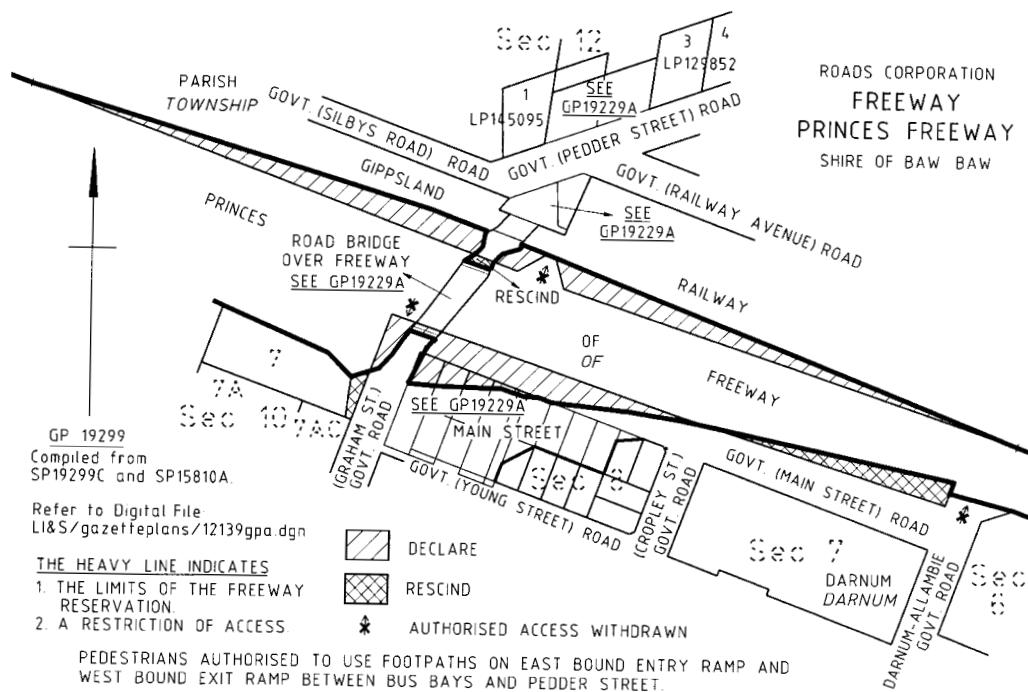 Sec 12
3
4
LP129852
1
LP145095
SEE
GP19229A
ROADS CORPORATION
FREEWAY
PRINCES FREEWAY
SHIRE OF BAW BAW
PARISH
TOWNSHIP
GOVT. (SILBYS ROAD) ROAD
GOVT. (PEDDER STREET) ROAD
GOVT. (RAILWAY AVENUE) ROAD
GIPPSLAND
RAILWAY
SEE
GP19229A
PRINCES
FREEWAY
ROAD BRIDGE
OVER FREEWAY
SEE GP19229A
RESCIND
OF
OF
7
7A
Sec 10
7AC
(GRAHAM ST.)
GOVT. ROAD
SEE GP19229A
MAIN STREET
Sec
GOVT. (YOUNG STREET) ROAD
(CROPLEY ST.)
GOVT. ROAD
GOVT. (MAIN STREET) ROAD
Sec 7
DARNUM
DARNUM
DARNUM-ALLAMBIE
GOVT. ROAD
Sec
6
GP 19299
Compiled from
SP19299C and SP15810A.
Refer to Digital File
LI&S/gazetteplans/12139gpa.dgn
THE HEAVY LINE INDICATES
1. THE LIMITS OF THE FREEWAY
RESERVATION.
2. A RESTRICTION OF ACCESS.
DECLARE
RESCIND
AUTHORISED ACCESS WITHDRAWN
PEDESTRIANS AUTHORISED TO USE FOOTPATHS ON EAST BOUND ENTRY RAMP AND
WEST BOUND EXIT RAMP BETWEEN BUS BAYS AND PEDDER STREET.